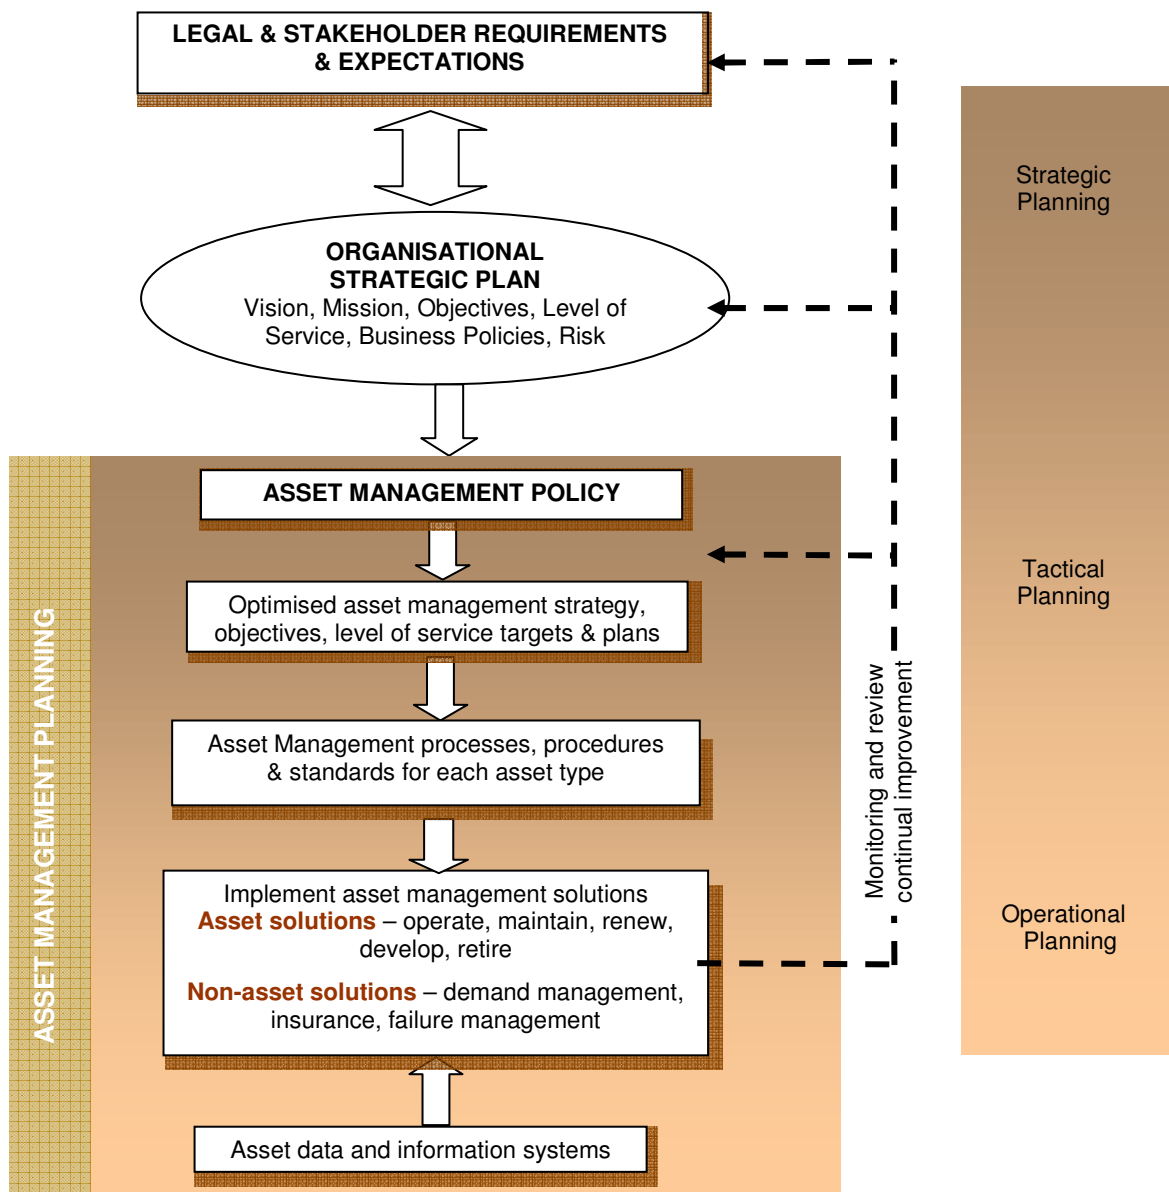 LEGAL & STAKEHOLDER REQUIREMENTS
& EXPECTATIONS
Strategic
Planning
ORGANISATIONAL
STRATEGIC PLAN
Vision, Mission, Objectives, Level of
Service, Business Policies, Risk
ASSET MANAGEMENT PLANNING
ASSET MANAGEMENT POLICY
Optimised asset management strategy,
objectives, level of service targets & plans
Tactical
Planning
Asset Management processes, procedures
& standards for each asset type
Monitoring and review
continual improvement
Implement asset management solutions
Asset solutions – operate, maintain, renew,
develop, retire
Non-asset solutions – demand management,
insurance, failure management
Operational
Planning
Asset data and information systems